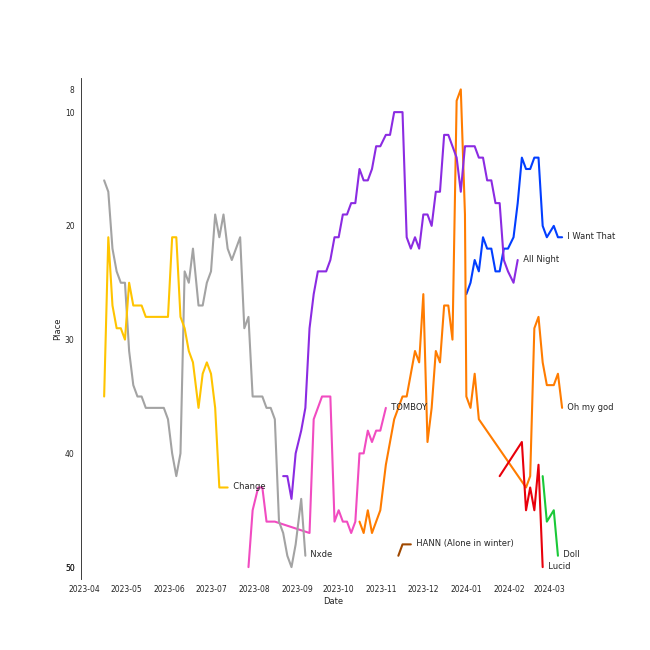 8
10
20
I Want That
All Night
30
Place
TOMBOY
Oh my god
40
Change
HANN (Alone in winter)
Nxde
Doll
50
Lucid
2023-04 2023-05 2023-06 2023-07 2023-08 2023-09 2023-10 2023-11 2023-12 2024-01 2024-02 2024-03
Date